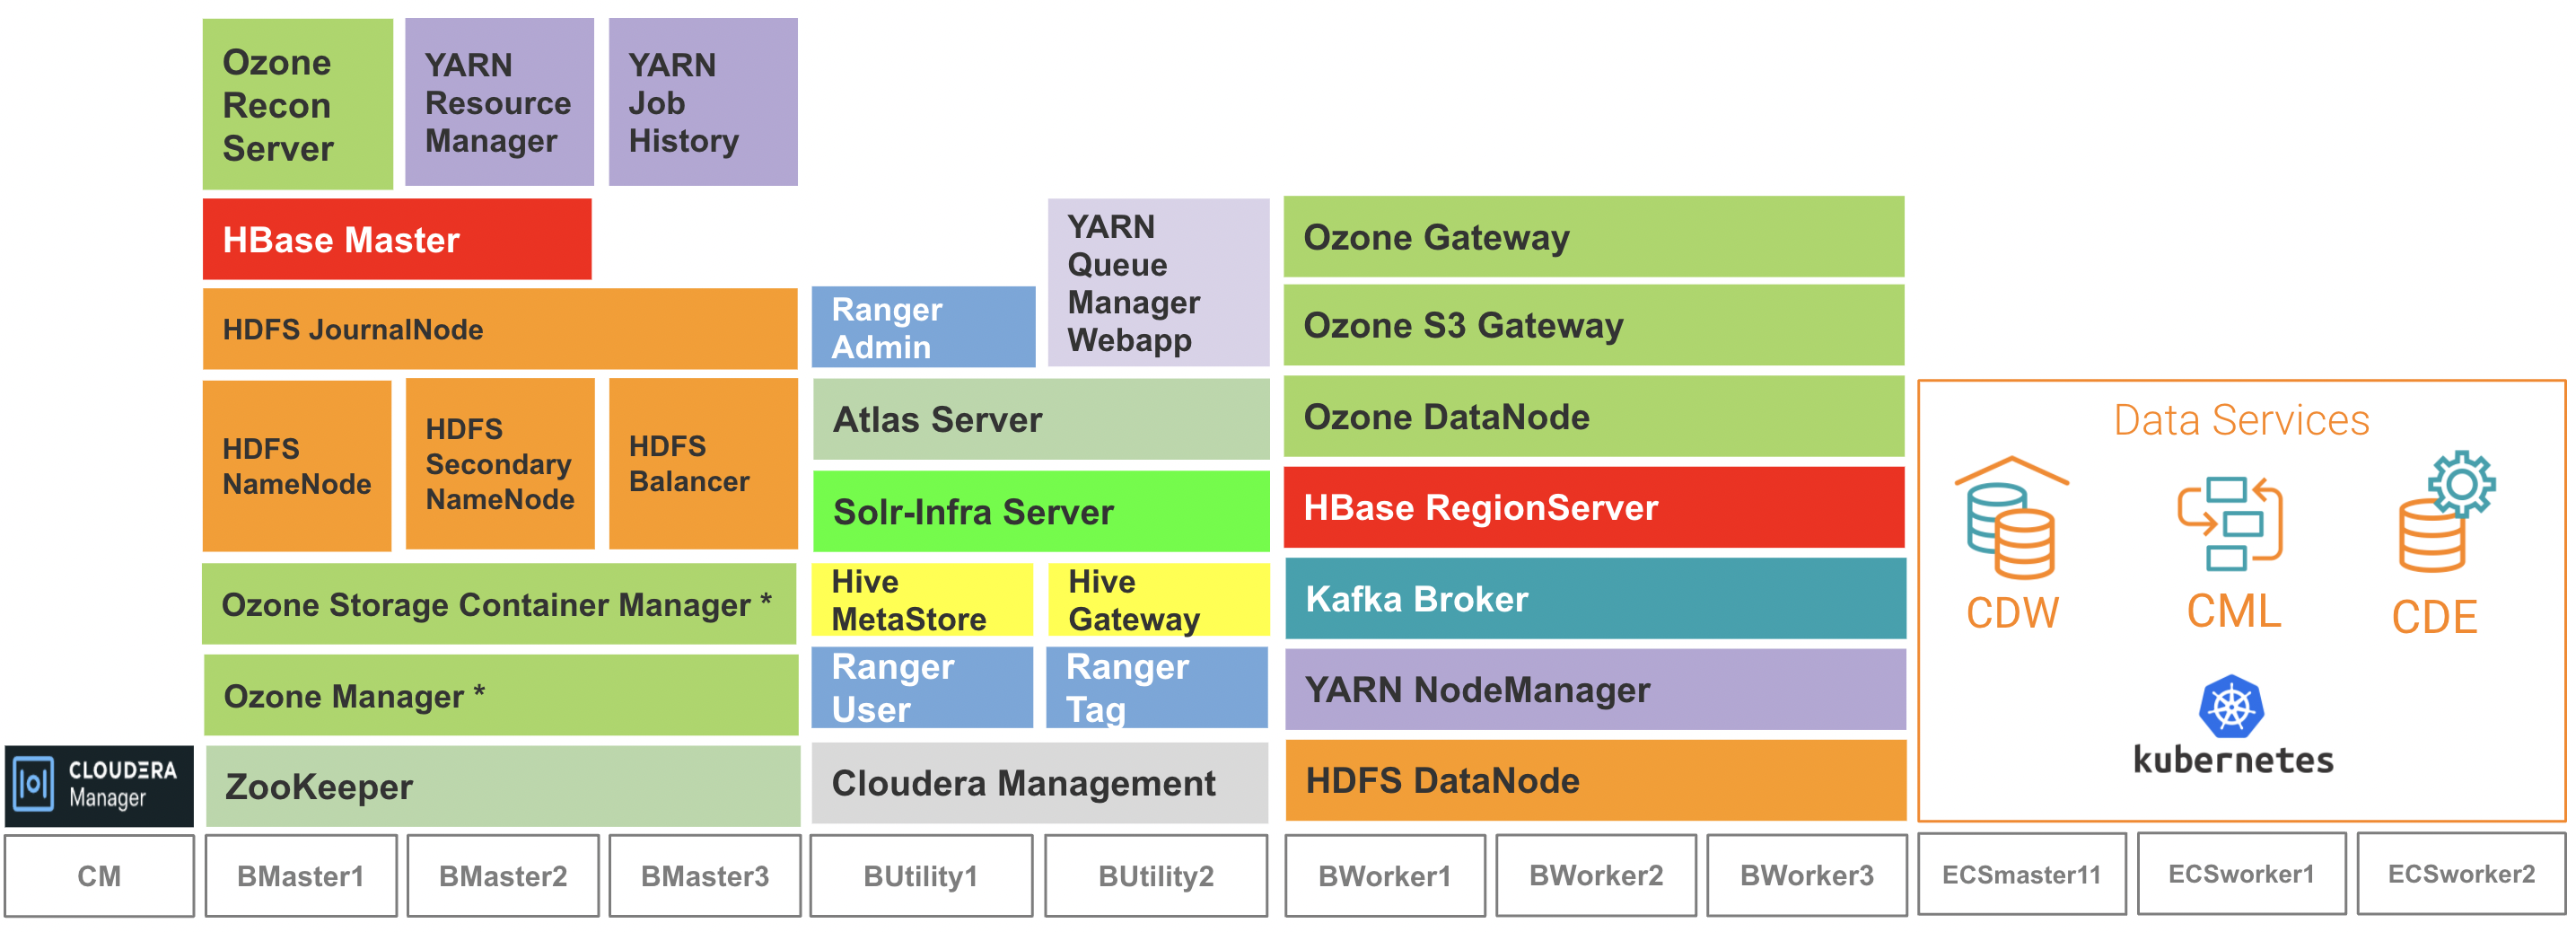 Ozone
Recon
Server
YARN
Resource
Manager
YARN
Job
History
HBase Master
HDFS JournalNode
HDFS
NameNode
HDFS
Secondary
NameNode
HDFS
Balancer
Ozone Storage Container Manager *
Ozone Manager *
ZooKeeper
CLOUDERA
Manager
Ranger
Admin
YARN
Queue
Manager
Webapp
Atlas Server
Solr-Infra Server
Hive
MetaStore
Hive
Gateway
Ranger
User
Ranger
Tag
Cloudera Management
Ozone Gateway
Ozone S3 Gateway
Ozone DataNode
HBase RegionServer
Kafka Broker
YARN NodeManager
HDFS DataNode
Data Services
CDW
CML
CDE
kubernetes
CM
BMaster1
BMaster2
BMaster3
BUtility1
BUtility2
BWorker1
BWorker2
BWorker3
ECSmaster11
ECSworker1
ECSworker2